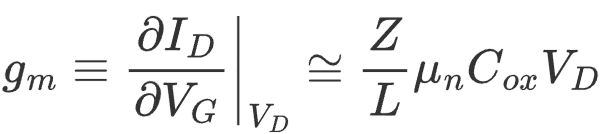 g_m ≡ ∂I_D/∂V_G |_{V_D} ≅ Z/L μ_n C_{ox} V_D